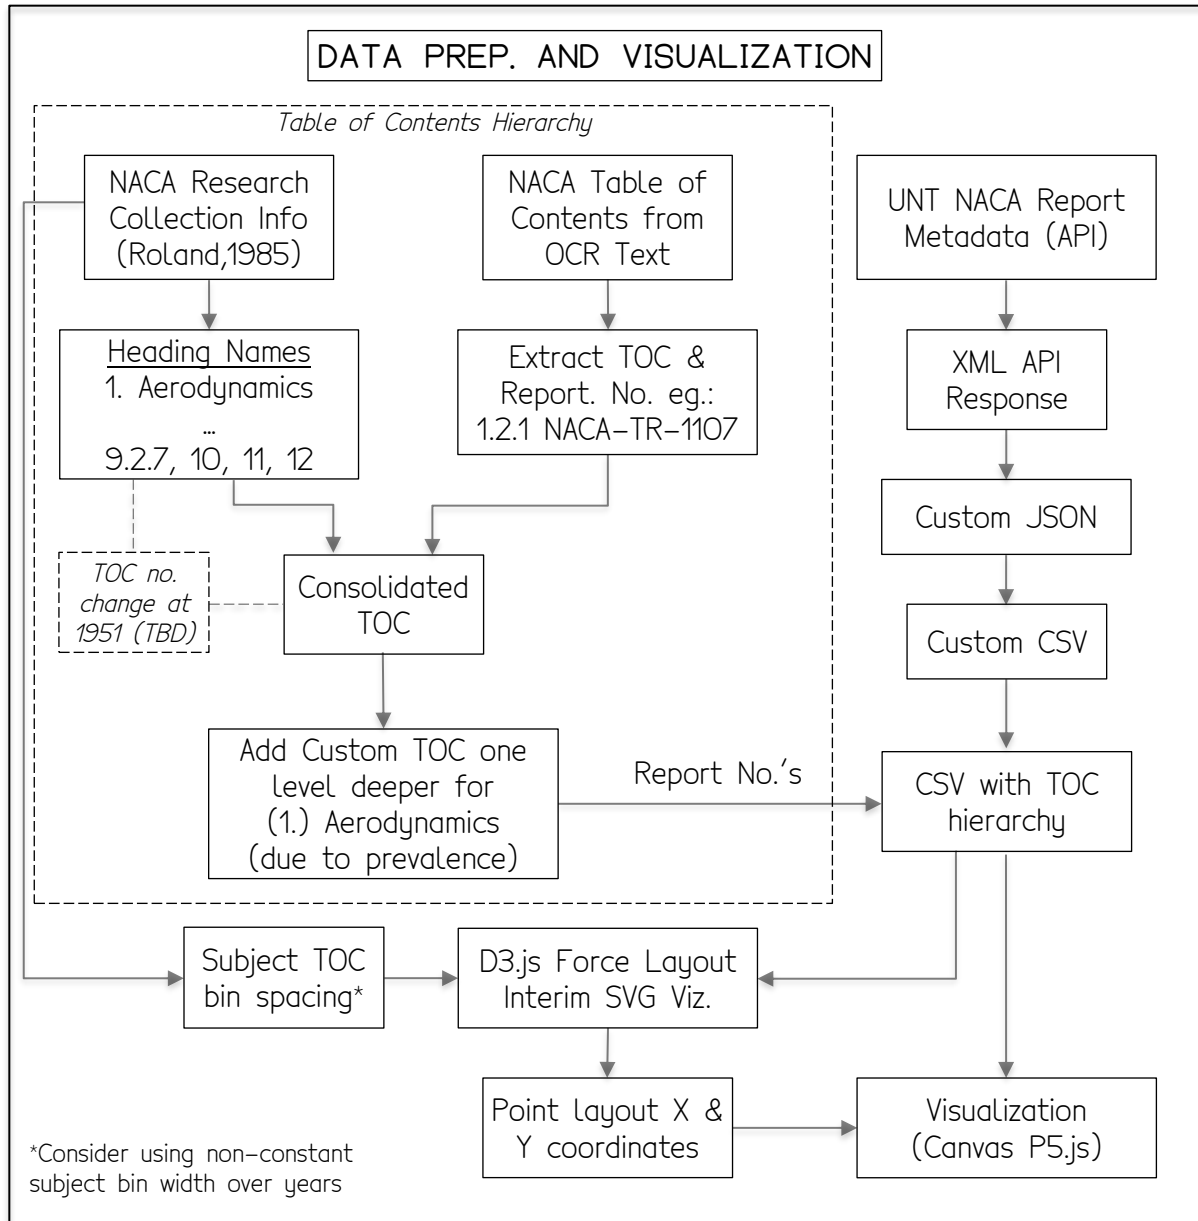 DATA PREP. AND VISUALIZATION
Table of Contents Hierarchy
NACA Research
Collection Info
(Roland,1985)
NACA Table of
Contents from
OCR Text
UNT NACA Report
Metadata (API)
Heading Names
1. Aerodynamics
...
9.2.7, 10, 11, 12
Extract TOC &
Report. No. eg.:
1.2.1 NACA-TR-1107
XML API
Response
Custom JSON
TOC no.
change at
1951 (TBD)
Consolidated
TOC
Custom CSV
Add Custom TOC one
level deeper for
(1.) Aerodynamics
(due to prevalence)
Report No.'s
CSV with TOC
hierarchy
Subject TOC
bin spacing*
D3.js Force Layout
Interim SVG Viz.
Point layout X &
Y coordinates
Visualization
(Canvas P5.js)
*Consider using non-constant
subject bin width over years